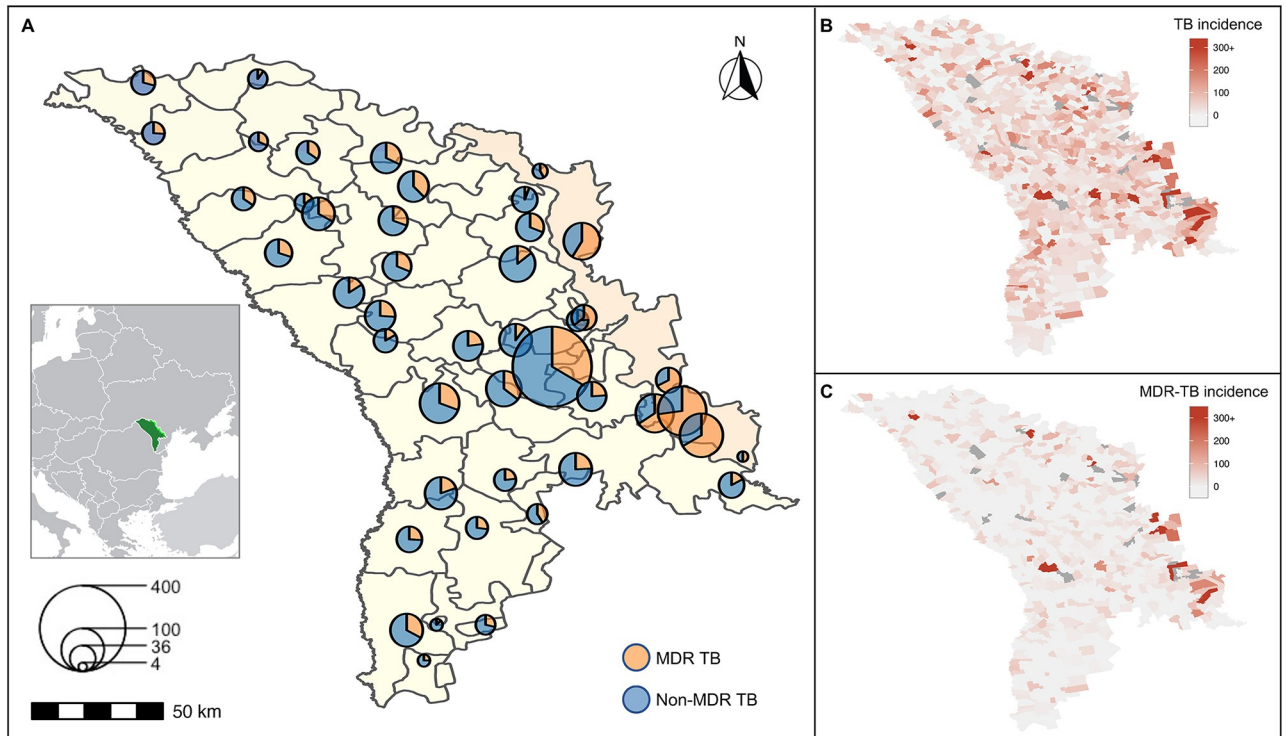 A
N
400
100
36
4
50 km
MDR TB
Non-MDR TB
B
TB incidence
300+
200
100
0
C
MDR-TB incidence
300+
200
100
0